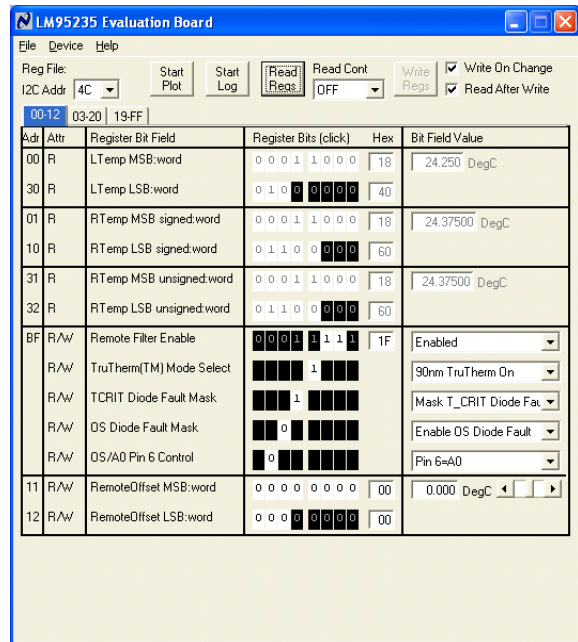 LM95235 Evaluation Board
File Device Help
Reg File: Start Plot Start Log Read Regs Read Cont Write Regs Write On Change
I2C Addr 4C OFF Read After Write
00-12 03-20 19-FF
Adr Attr Register Bit Field Register Bits (click) Hex Bit Field Value
00 R LTemp MSB:word 0 0 0 1 1 0 0 0 18 24.250 DegC
30 R LTemp LSB:word 0 1 0 0 0 0 0 0 40
01 R RTemp MSB signed:word 0 0 0 1 1 0 0 0 18 24.37500 DegC
10 R RTemp LSB signed:word 0 1 1 0 0 0 0 0 60
31 R RTemp MSB unsigned:word 0 0 0 1 1 0 0 0 18 24.37500 DegC
32 R RTemp LSB unsigned:word 0 1 1 0 0 0 0 0 60
BF R/W Remote Filter Enable 0 0 0 1 1 1 1 1 1F Enabled
R/W TruTherm(TM) Mode Select 1 90nm TruTherm On
R/W TCRIT Diode Fault Mask 1 Mask T_CRIT Diode Fau
R/W OS Diode Fault Mask 0 Enable OS Diode Fault
R/W OS/A0 Pin 6 Control 0 Pin 6=A0
11 R/W RemoteOffset MSB:word 0 0 0 0 0 0 0 0 00 0.000 DegC
12 R/W RemoteOffset LSB:word 0 0 0 0 0 0 0 0 00